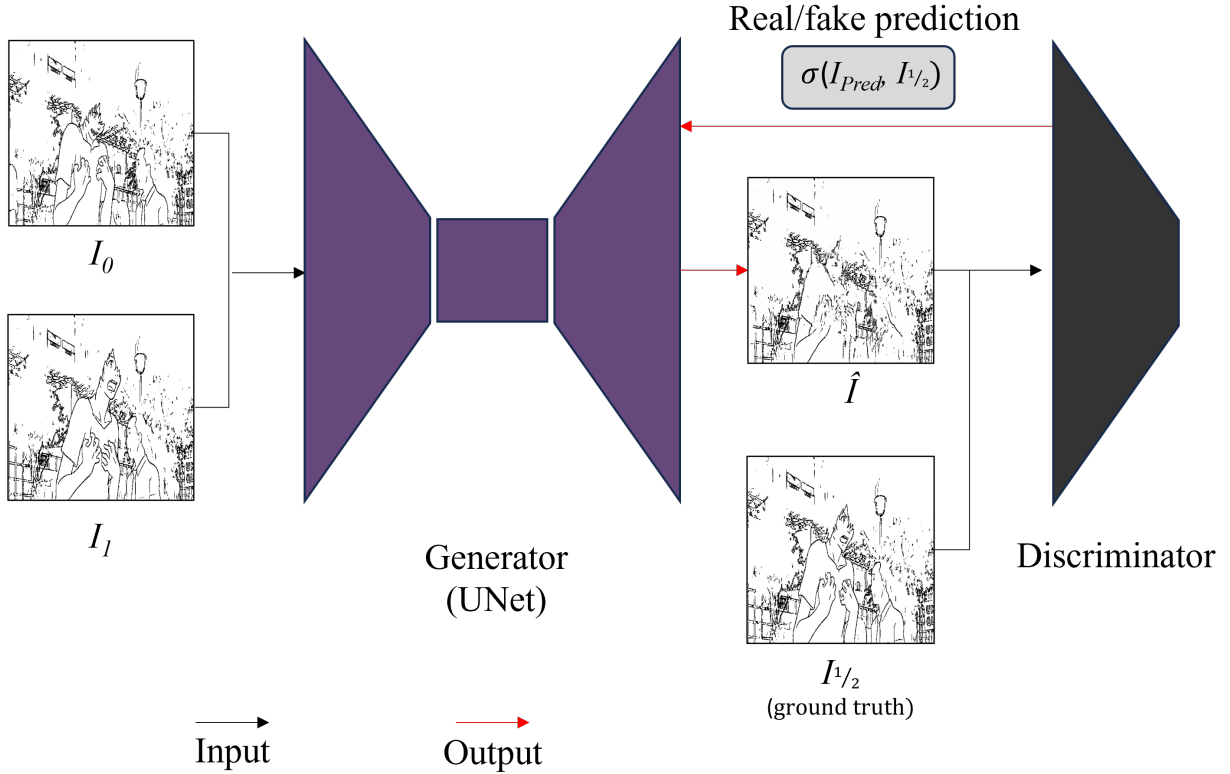 Real/fake prediction
σ(I_Pred, I_1/2)
I_0
Î
I_1
Generator
(UNet)
Discriminator
I_1/2
(ground truth)
Input
Output